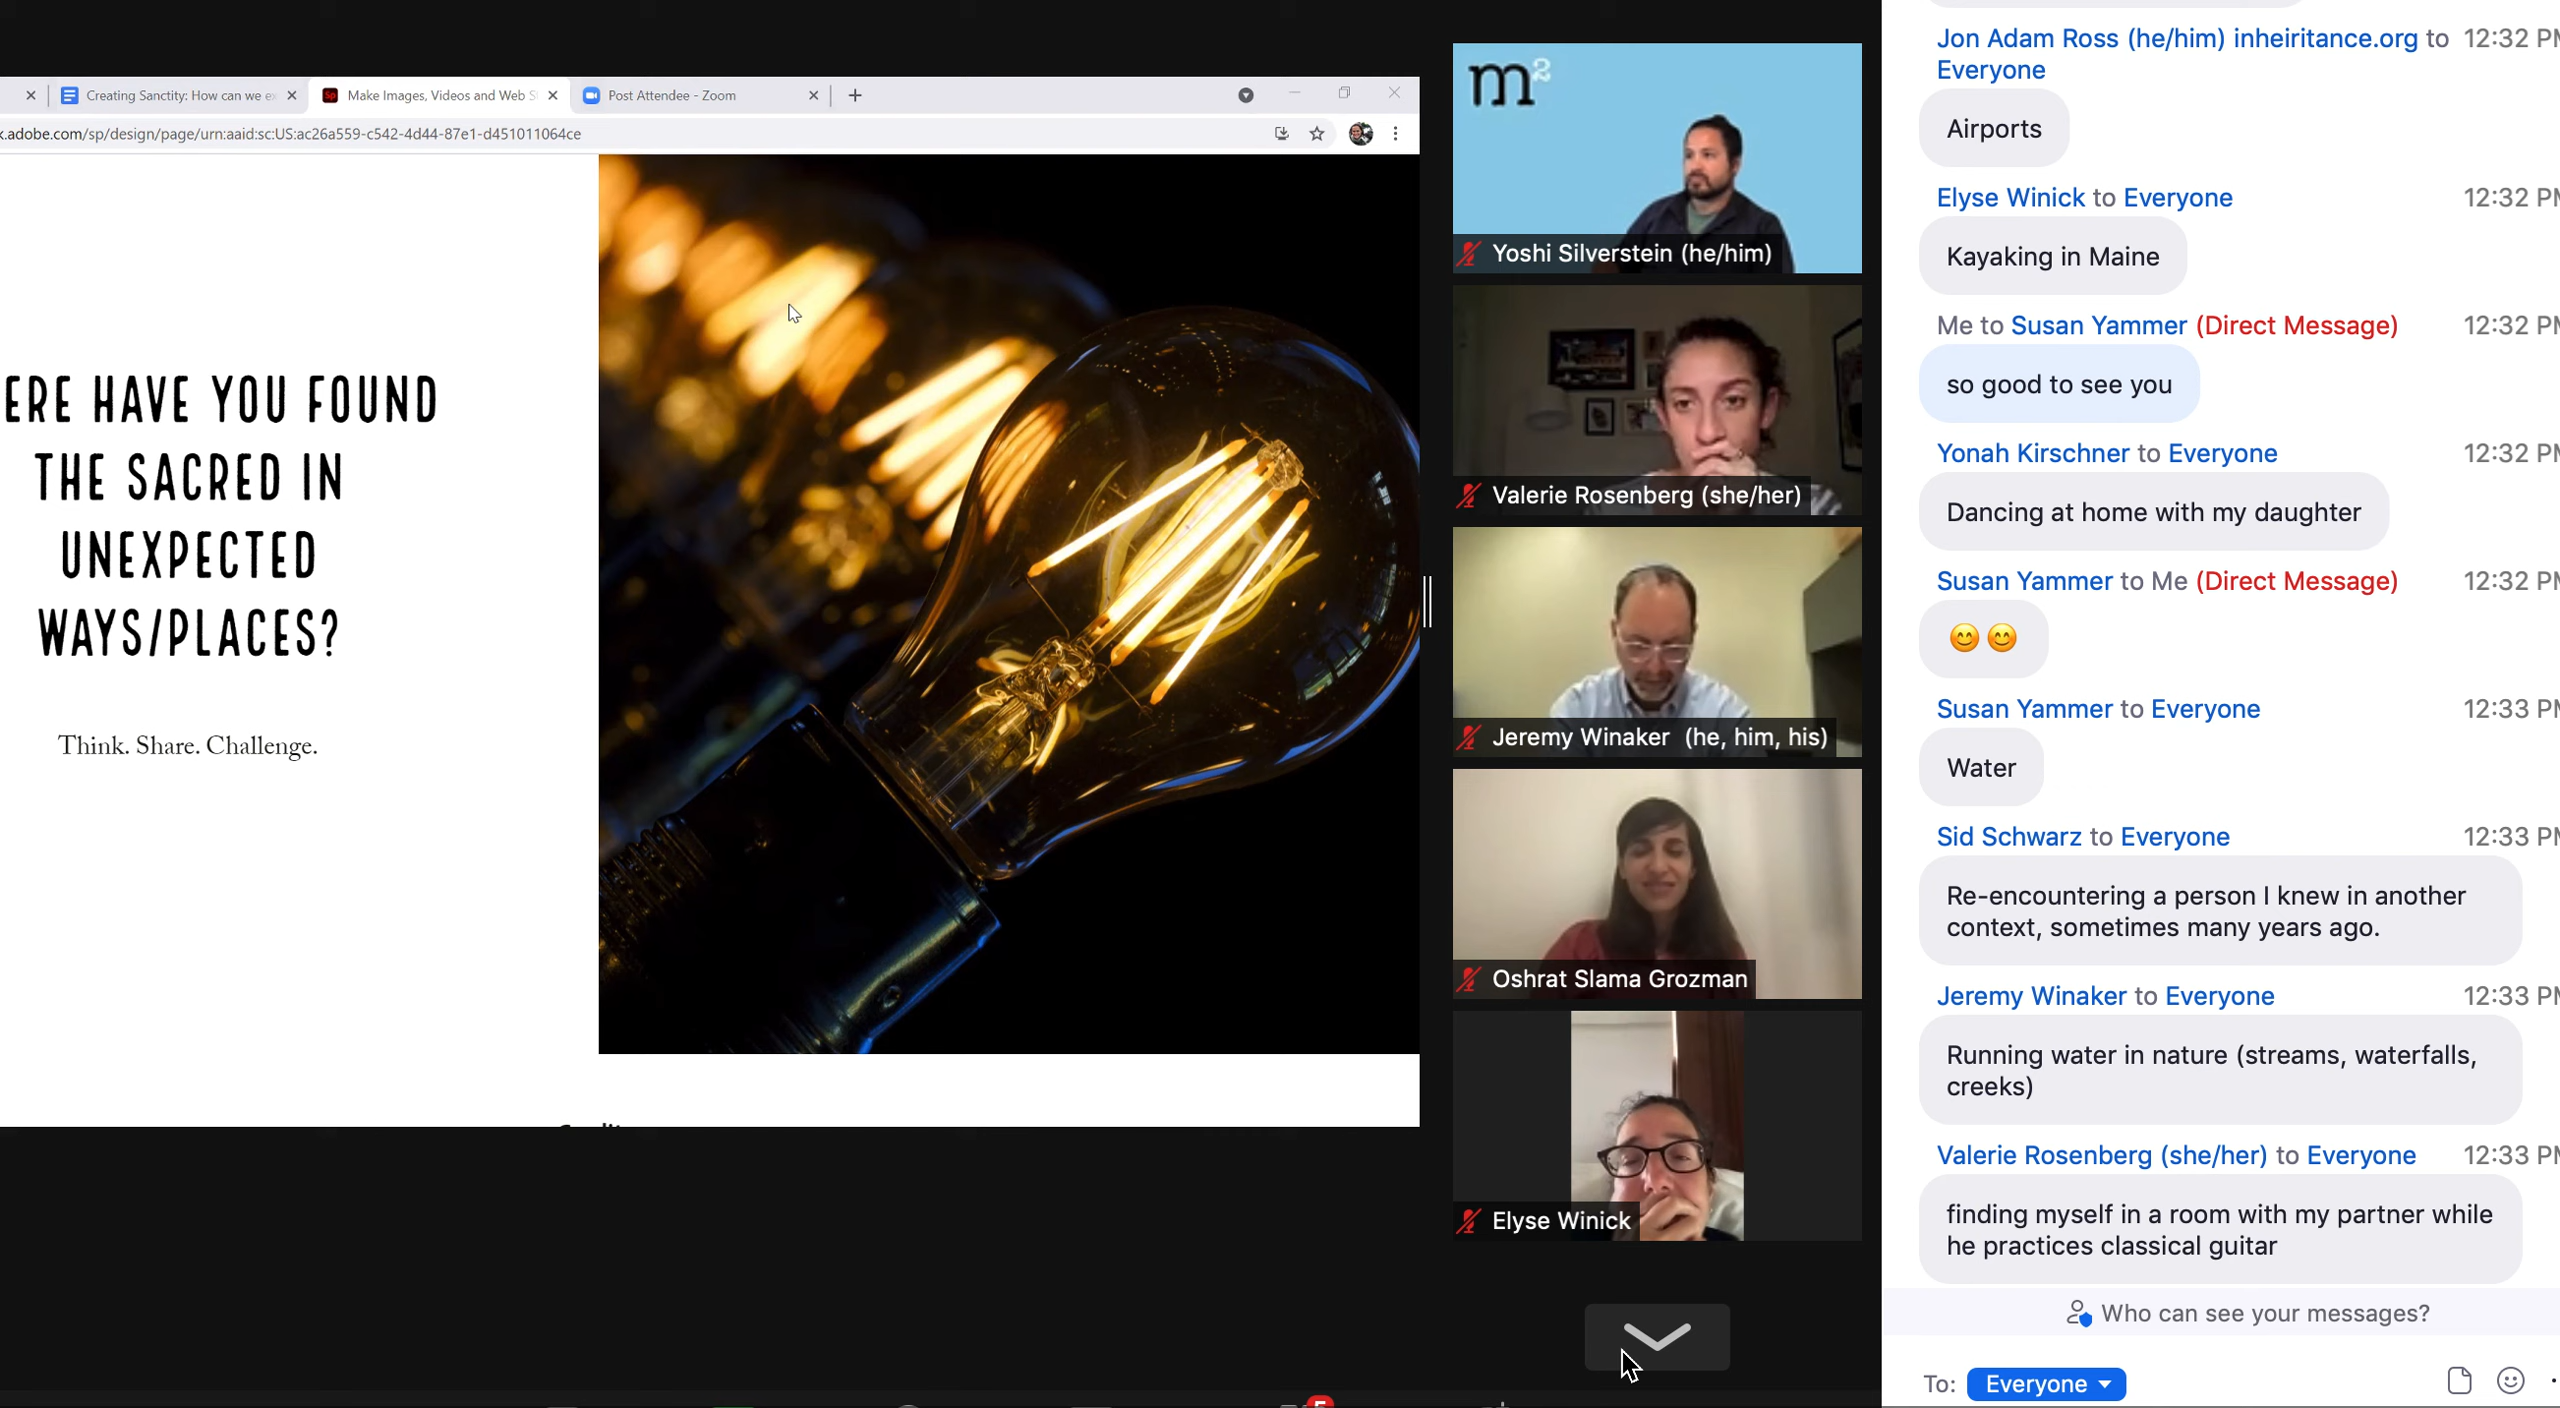 Creating Sanctity: How can we ex
Make Images, Videos and Web S
Post Attendee - Zoom
k.adobe.com/sp/design/page/urn:aaid:sc:US:ac26a559-c542-4d44-87e1-d451011064ce
ERE HAVE YOU FOUND
THE SACRED IN
UNEXPECTED
WAYS/PLACES?
Think. Share. Challenge.
m²
Yoshi Silverstein (he/him)
Valerie Rosenberg (she/her)
Jeremy Winaker (he, him, his)
Oshrat Slama Grozman
Elyse Winick
Jon Adam Ross (he/him) inheiritance.org to 12:32 PM
Everyone
Airports
Elyse Winick to Everyone 12:32 PM
Kayaking in Maine
Me to Susan Yammer (Direct Message) 12:32 PM
so good to see you
Yonah Kirschner to Everyone 12:32 PM
Dancing at home with my daughter
Susan Yammer to Me (Direct Message) 12:32 PM
😊😊
Susan Yammer to Everyone 12:33 PM
Water
Sid Schwarz to Everyone 12:33 PM
Re-encountering a person I knew in another
context, sometimes many years ago.
Jeremy Winaker to Everyone 12:33 PM
Running water in nature (streams, waterfalls,
creeks)
Valerie Rosenberg (she/her) to Everyone 12:33 PM
finding myself in a room with my partner while
he practices classical guitar
Who can see your messages?
To: Everyone